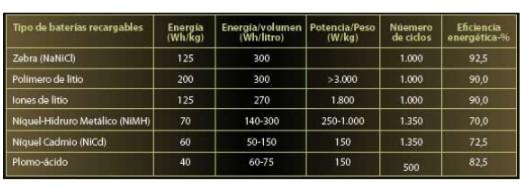 Tipo de baterías recargables Energía (Wh/kg) Energía/volumen (Wh/litro) Potencia/Peso (W/kg) Núemero de ciclos Eficiencia energética-%
Zebra (NaNiCl) 125 300 1.000 92,5
Polímero de litio 200 300 >3.000 1.000 90,0
Iones de litio 125 270 1.800 1.000 90,0
Níquel-Hidruro Metálico (NiMH) 70 140-300 250-1.000 1.350 70,0
Níquel Cadmio (NiCd) 60 50-150 150 1.350 72,5
Plomo-ácido 40 60-75 150 500 82,5